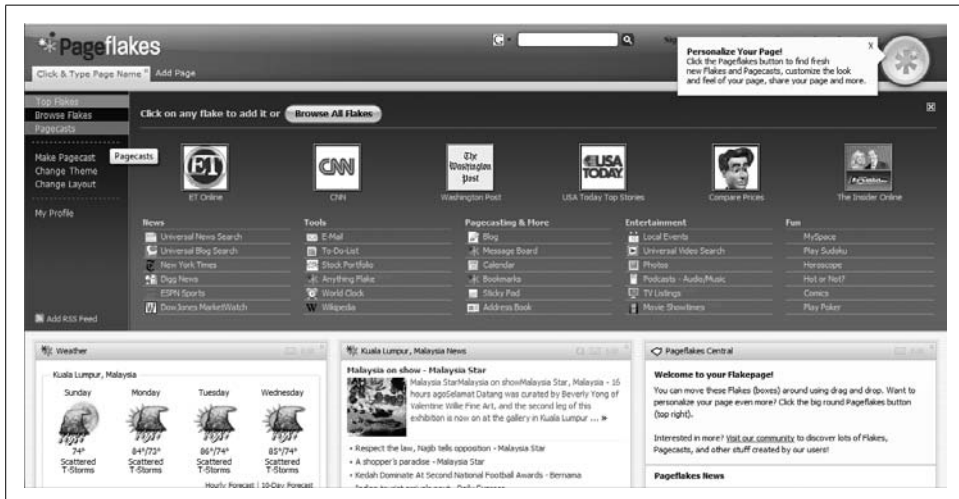 Pageflakes
Personalize Your Page!
Click the Pageflakes button to find fresh
new Flakes and Pagecasts, customize the look
and feel of your page, share your page and more.
X
Click & Type Page Name
Add Page
Top Flakes
Browse Flakes
Pagecasts
Make Pagecast
Pagecasts
Change Theme
Change Layout
My Profile
Add RSS Feed
Click on any flake to add it or
Browse All Flakes
ET
CNN
The Washington Post
USA TODAY
ET Online
CNN
Washington Post
USA Today Top Stories
Compare Prices
The Insider Online
News
Universal News Search
Universal Blog Search
New York Times
Digg News
ESPN Sports
DowJones MarketWatch
Tools
E-Mail
To-Do-List
Stock Portfolio
Anything Flake
World Clock
Wikipedia
Pagecasting & More
Blog
Message Board
Calendar
Bookmarks
Sticky Pad
Address Book
Entertainment
Local Events
Universal Video Search
Photos
Podcasts - Audio/Music
TV Listings
Movie Showtimes
Fun
MySpace
Play Sudoku
Horoscope
Hot or Not?
Comics
Play Poker
Weather
Kuala Lumpur, Malaysia
Sunday
Monday
Tuesday
Wednesday
74°
84°/73°
86°/74°
85°/74°
Scattered
T-Storms
Scattered
T-Storms
Scattered
T-Storms
Scattered
T-Storms
Hourly Forecast | 10-Day Forecast
Kuala Lumpur, Malaysia News
Malaysia on show - Malaysia Star
Malaysia StarMalaysia on showMalaysia Star, Malaysia - 16
hours agoSelamat Datang was curated by Beverly Yong of
Valentine Willie Fine Art, and the second leg of this
exhibition is now on at the gallery in Kuala Lumpur ... »
• Respect the law, Najib tells opposition - Malaysia Star
• A shopper's paradise - Malaysia Star
• Kedah Dominate At Second National Football Awards - Bernama
Pageflakes Central
Welcome to your Flakepage!
You can move these Flakes (boxes) around using drag and drop. Want to
personalize your page even more? Click the big round Pageflakes button
(top right).
Interested in more? Visit our community to discover lots of Flakes,
Pagecasts, and other stuff created by our users!
Pageflakes News